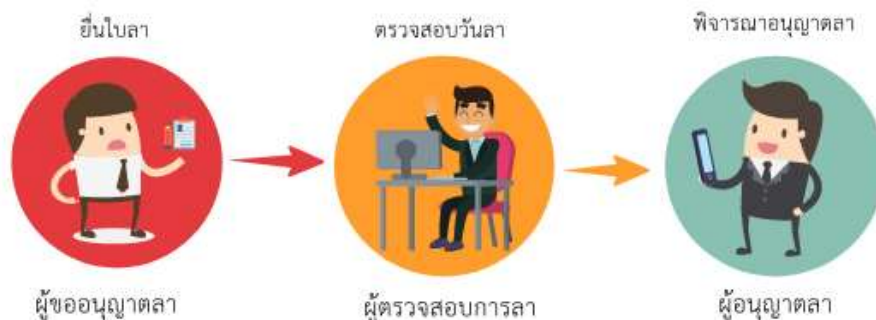 ยื่นใบลา
ตรวจสอบวันลา
พิจารณาอนุญาตลา
ผู้ขออนุญาตลา
ผู้ตรวจสอบการลา
ผู้อนุญาตลา